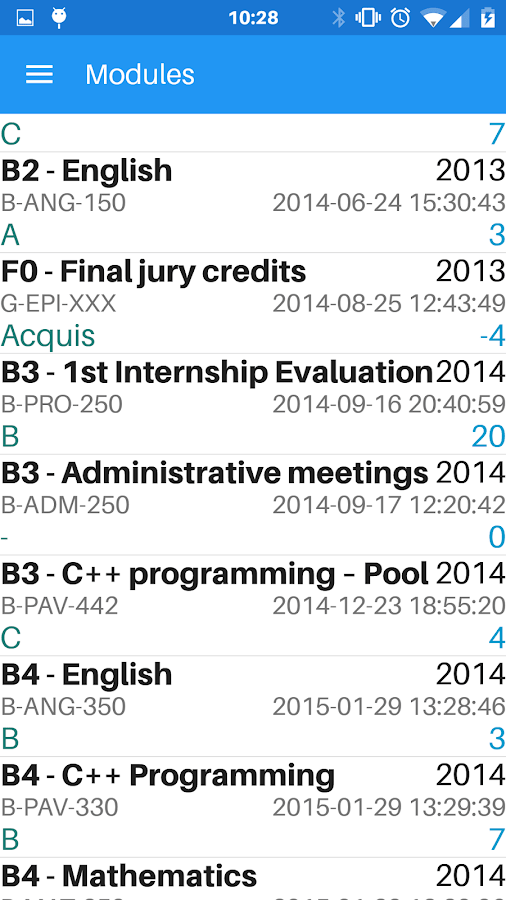 10:28
Modules
C 7
B2 - English 2013
B-ANG-150 2014-06-24 15:30:43
A 3
F0 - Final jury credits 2013
G-EPI-XXX 2014-08-25 12:43:49
Acquis -4
B3 - 1st Internship Evaluation 2014
B-PRO-250 2014-09-16 20:40:59
B 20
B3 - Administrative meetings 2014
B-ADM-250 2014-09-17 12:20:42
- 0
B3 - C++ programming - Pool 2014
B-PAV-442 2014-12-23 18:55:20
C 4
B4 - English 2014
B-ANG-350 2015-01-29 13:28:46
B 3
B4 - C++ Programming 2014
B-PAV-330 2015-01-29 13:29:39
B 7
B4 - Mathematics 2014